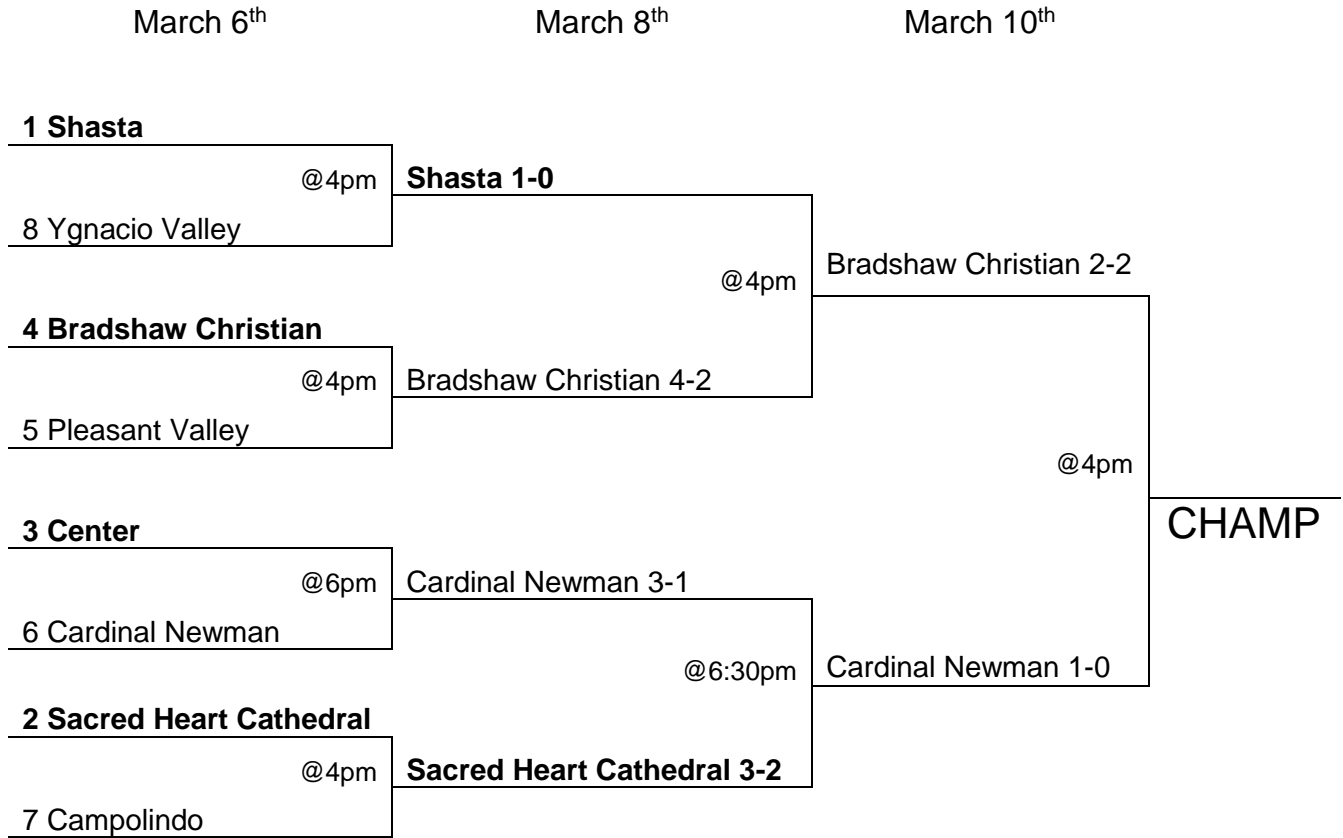 March 6th
March 8th
March 10th
1 Shasta
@4pm
Shasta 1-0
8 Ygnacio Valley
@4pm
Bradshaw Christian 2-2
4 Bradshaw Christian
@4pm
Bradshaw Christian 4-2
5 Pleasant Valley
@4pm
CHAMP
3 Center
@6pm
Cardinal Newman 3-1
6 Cardinal Newman
@6:30pm
Cardinal Newman 1-0
2 Sacred Heart Cathedral
@4pm
Sacred Heart Cathedral 3-2
7 Campolindo